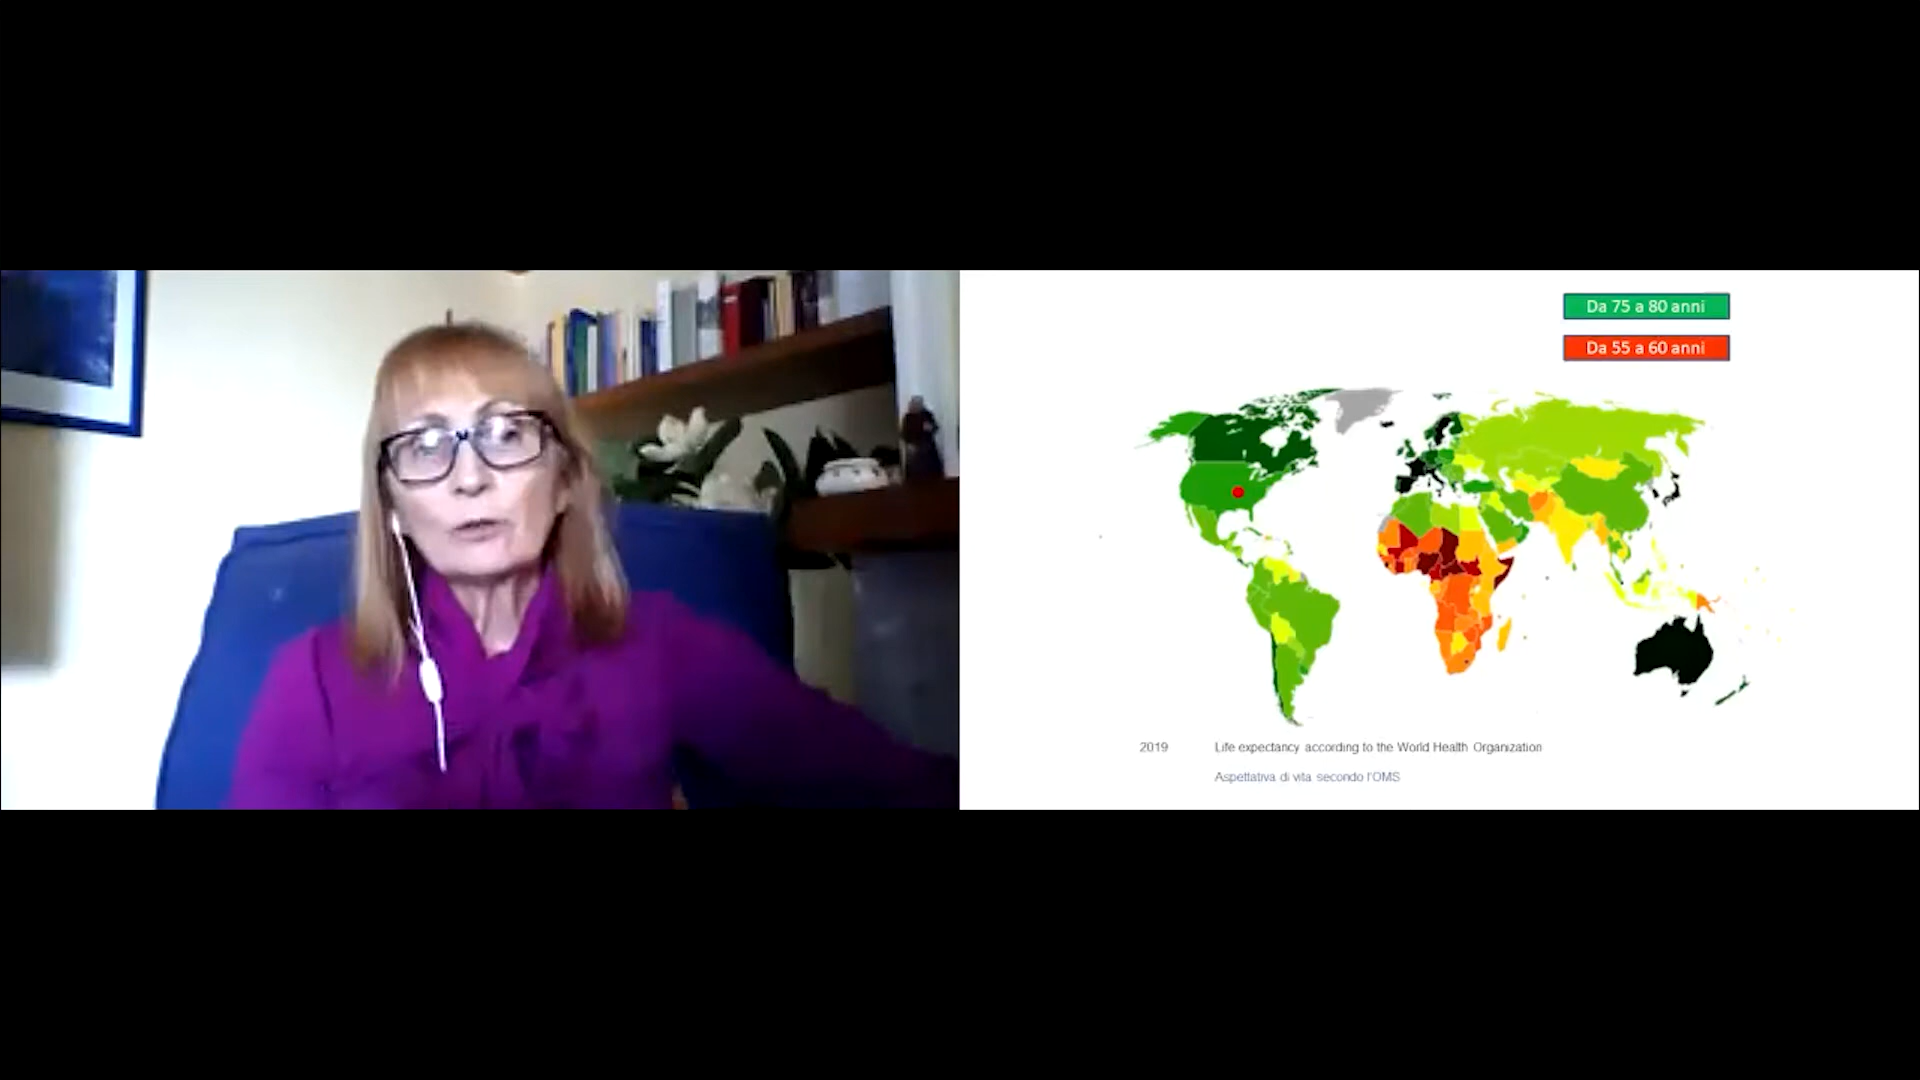 Da 75 a 80 anni
Da 55 a 60 anni
2019 Life expectancy according to the World Health Organization
Aspettativa di vita secondo l'OMS